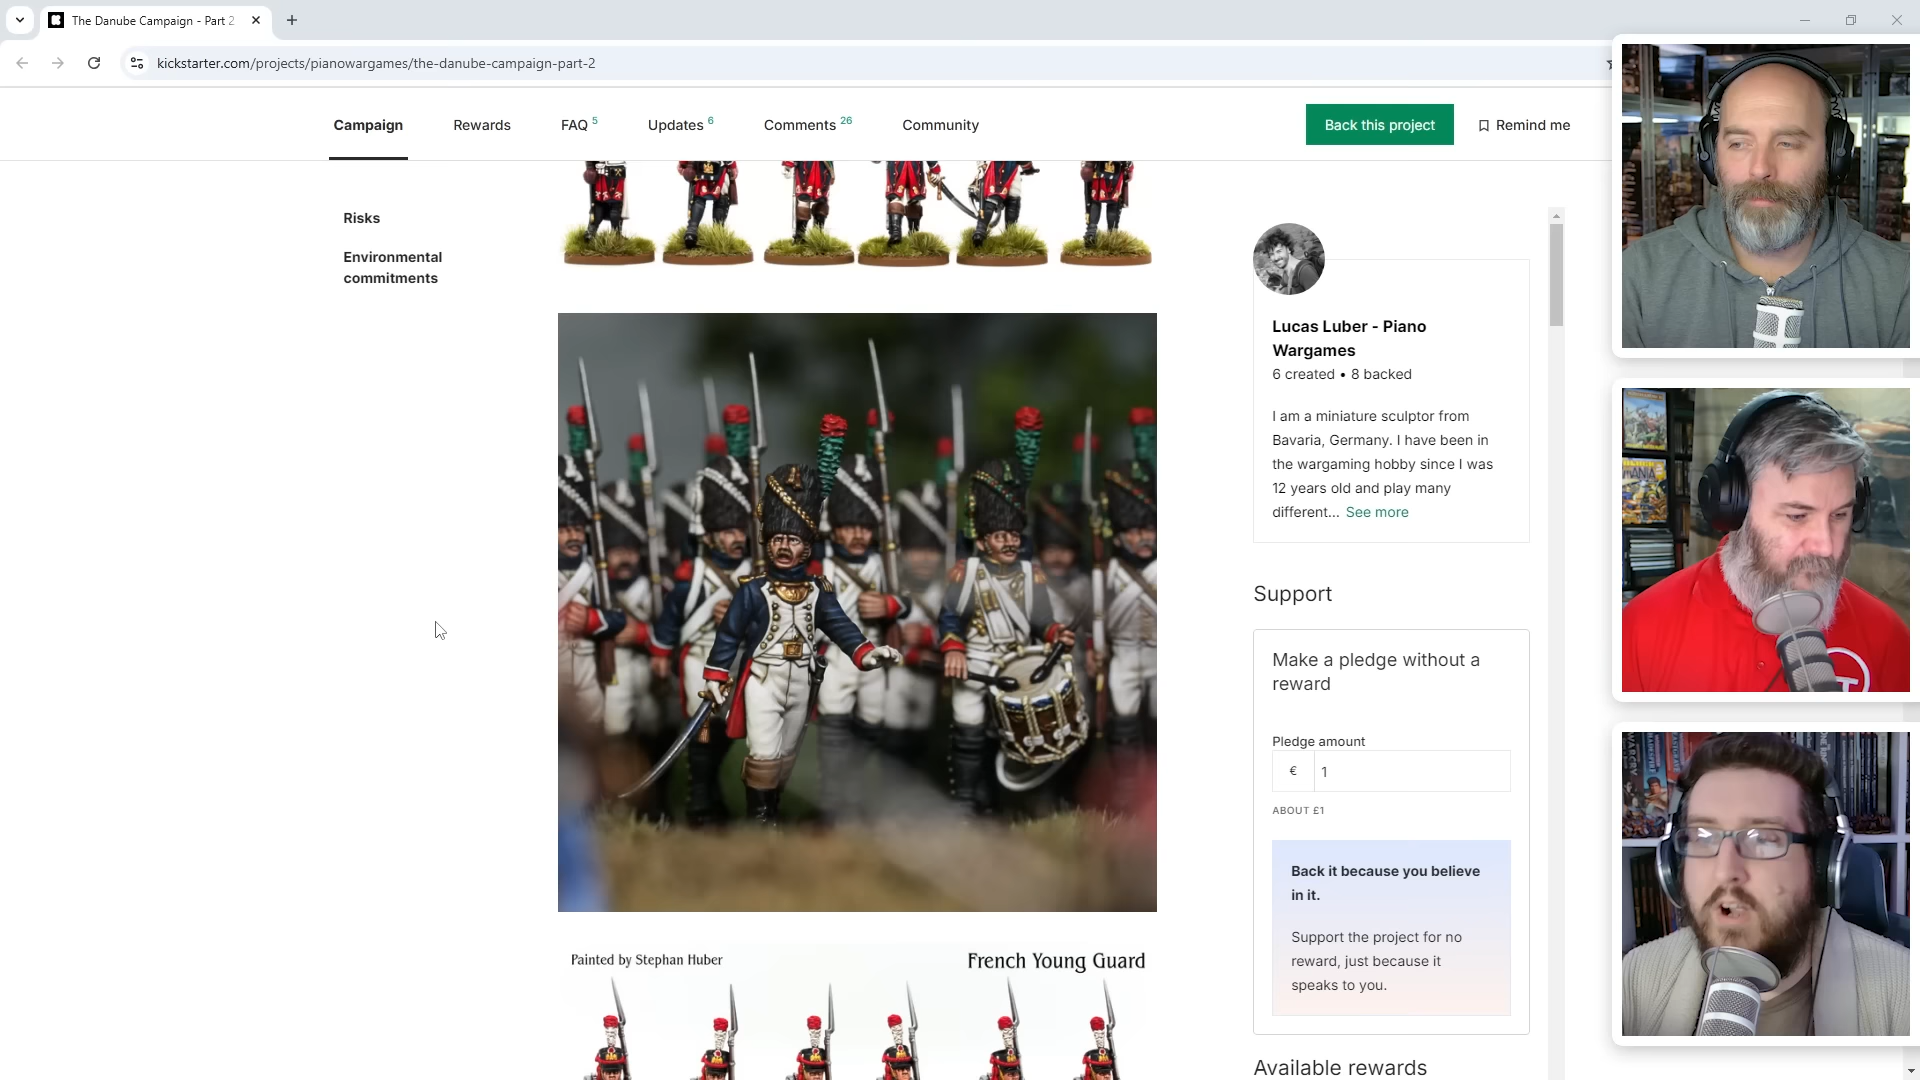 The Danube Campaign - Part 2
kickstarter.com/projects/pianowargames/the-danube-campaign-part-2
Campaign
Rewards
FAQ 5
Updates 6
Comments 26
Community
Back this project
Remind me
Risks
Environmental
commitments
Lucas Luber - Piano
Wargames
6 created • 8 backed
I am a miniature sculptor from
Bavaria, Germany. I have been in
the wargaming hobby since I was
12 years old and play many
different... See more
Support
Make a pledge without a
reward
Pledge amount
€ 1
ABOUT £1
Back it because you believe
in it.
Support the project for no
reward, just because it
speaks to you.
Available rewards
Painted by Stephan Huber
French Young Guard